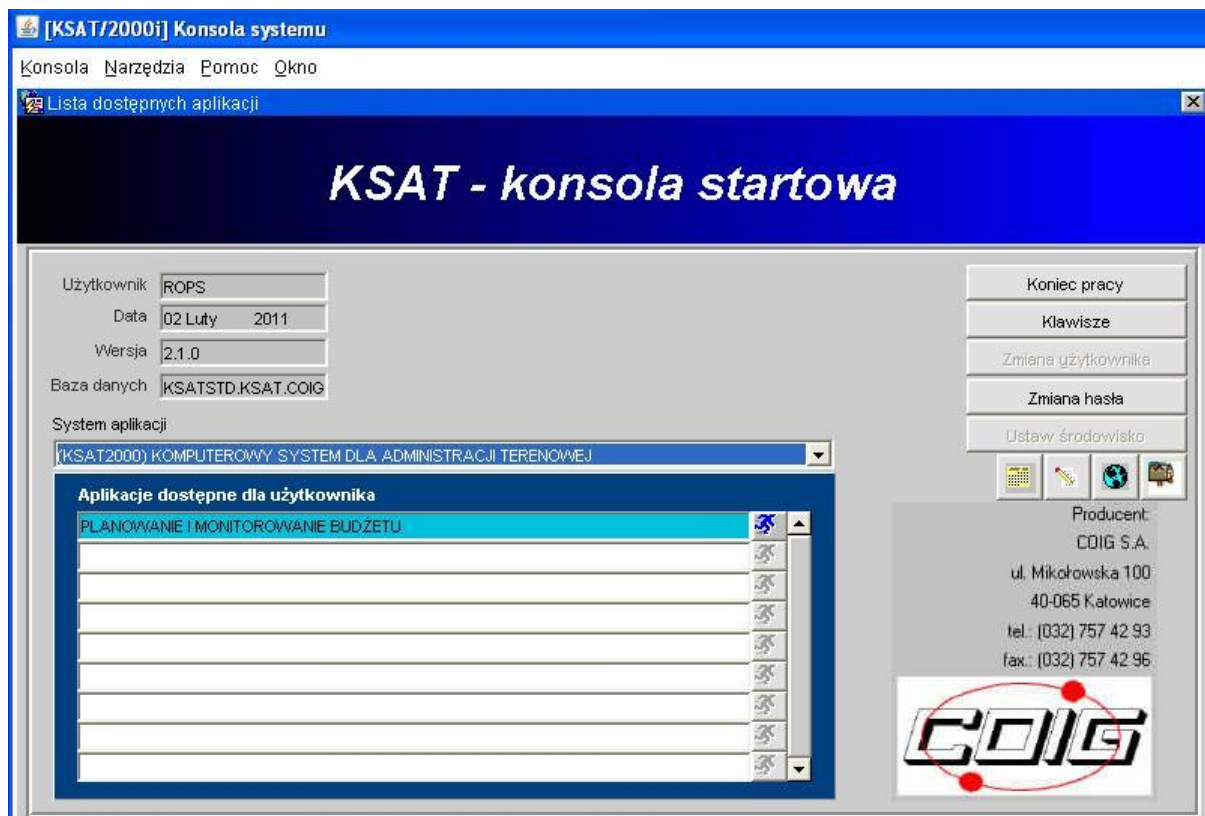 [KSAT/2000i] Konsola systemu
Konsola Narzędzia Pomoc Okno
Lista dostępnych aplikacji
KSAT - konsola startowa
Użytkownik ROPS
Data 02 Luty 2011
Wersja 2.1.0
Baza danych KSATSTD.KSAT.COIG
System aplikacji
(KSAT2000) KOMPUTEROWY SYSTEM DLA ADMINISTRACJI TERENOWEJ
Aplikacje dostępne dla użytkownika
PLANOWANIE I MONITOROWANIE BUDŻETU
Koniec pracy
Klawisze
Zmiana użytkownika
Zmiana hasła
Ustaw środowisko
Producent:
COIG S.A.
ul. Mikołowska 100
40-065 Katowice
tel.: (032) 757 42 93
fax.: (032) 757 42 96
COIG